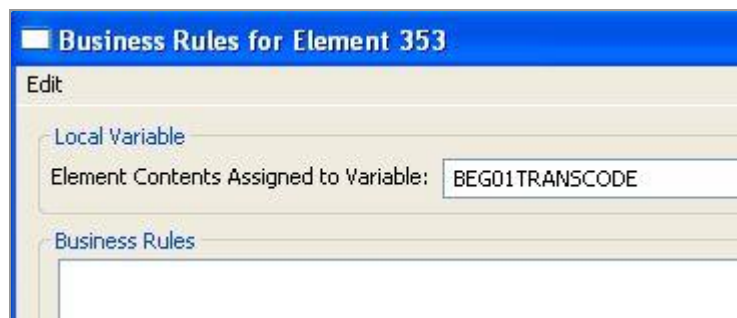 Business Rules for Element 353
Edit
Local Variable
Element Contents Assigned to Variable: BEG01TRANSCODE
Business Rules